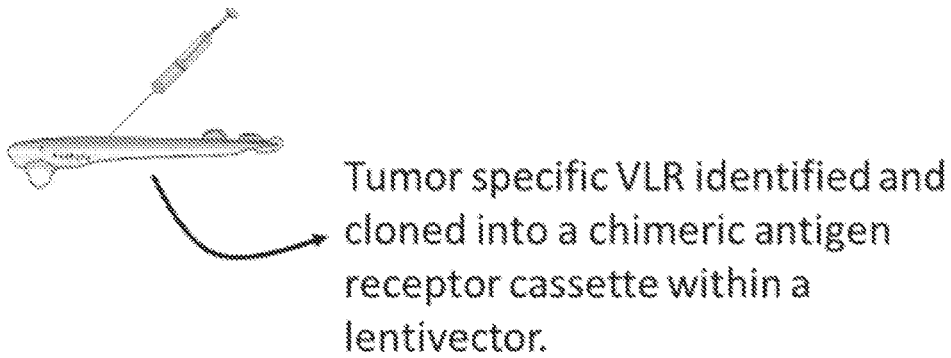 Tumor specific VLR identified and
cloned into a chimeric antigen
receptor cassette within a
lentivector.